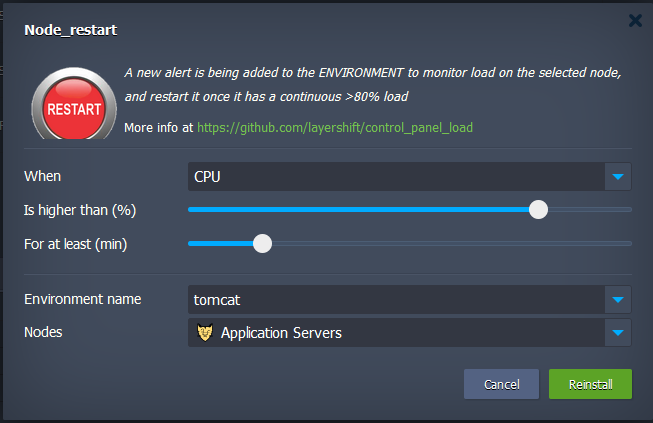 Node_restart
RESTART
A new alert is being added to the ENVIRONMENT to monitor load on the selected node,
and restart it once it has a continuous >80% load
More info at https://github.com/layershift/control_panel_load
When
CPU
Is higher than (%)
For at least (min)
Environment name
tomcat
Nodes
Application Servers
Cancel
Reinstall